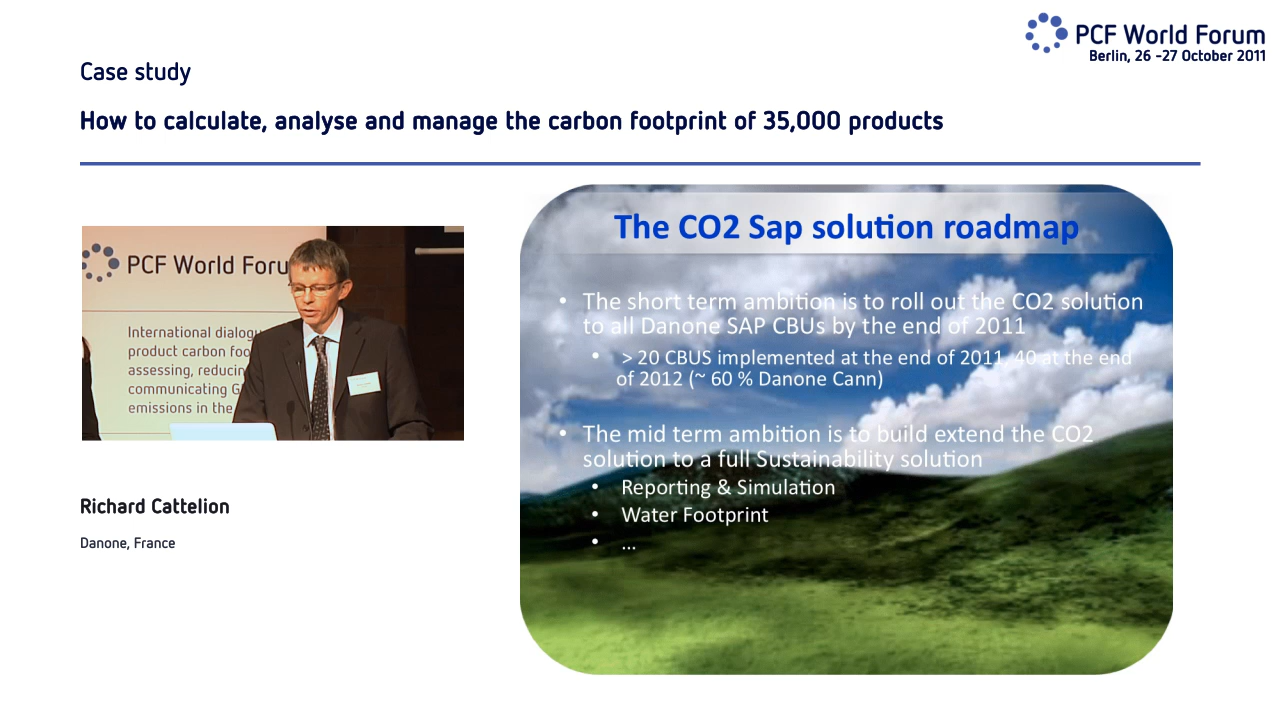 PCF World Forum
Berlin, 26 -27 October 2011
Case study
How to calculate, analyse and manage the carbon footprint of 35,000 products
PCF World Foru
International dialogu
product carbon foo
assessing, reducin
communicating G
emissions in the
Richard Cattelion
Danone, France
The CO2 Sap solution roadmap
• The short term ambition is to roll out the CO2 solution
to all Danone SAP CBUs by the end of 2011
• > 20 CBUS implemented at the end of 2011, 40 at the end
of 2012 (~ 60 % Danone Cann)
• The mid term ambition is to build extend the CO2
solution to a full Sustainability solution
• Reporting & Simulation
• Water Footprint
• ...